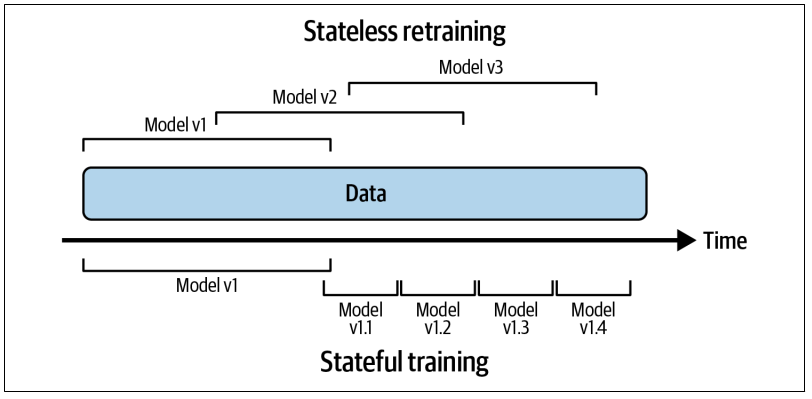 Stateless retraining
Model v3
Model v2
Model v1
Data
Time
Model v1
Model
v1.1
Model
v1.2
Model
v1.3
Model
v1.4
Stateful training